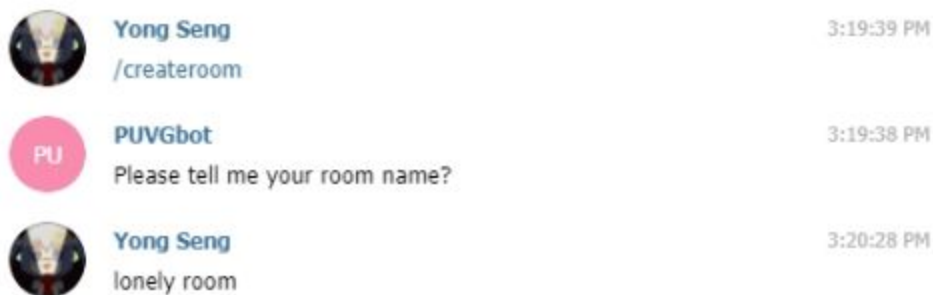 Yong Seng 3:19:39 PM
/createroom
PU
PUVGbot 3:19:38 PM
Please tell me your room name?
Yong Seng 3:20:28 PM
lonely room